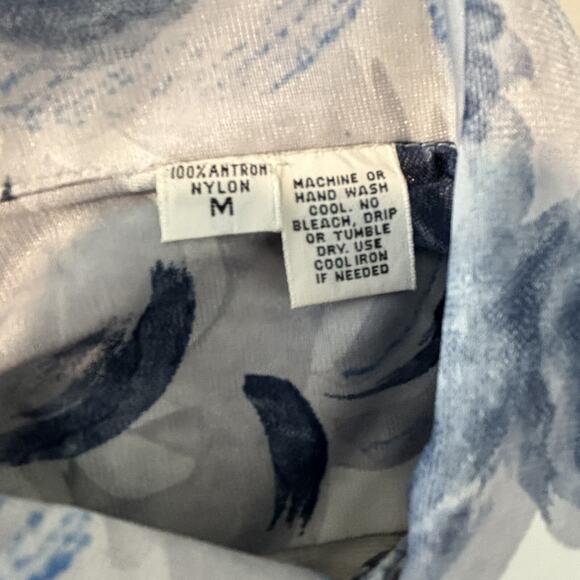 100% ANTRON
NYLON
M
MACHINE OR
HAND WASH
COOL. NO
BLEACH, DRIP
OR TUMBLE
DRY. USE
COOL IRON
IF NEEDED